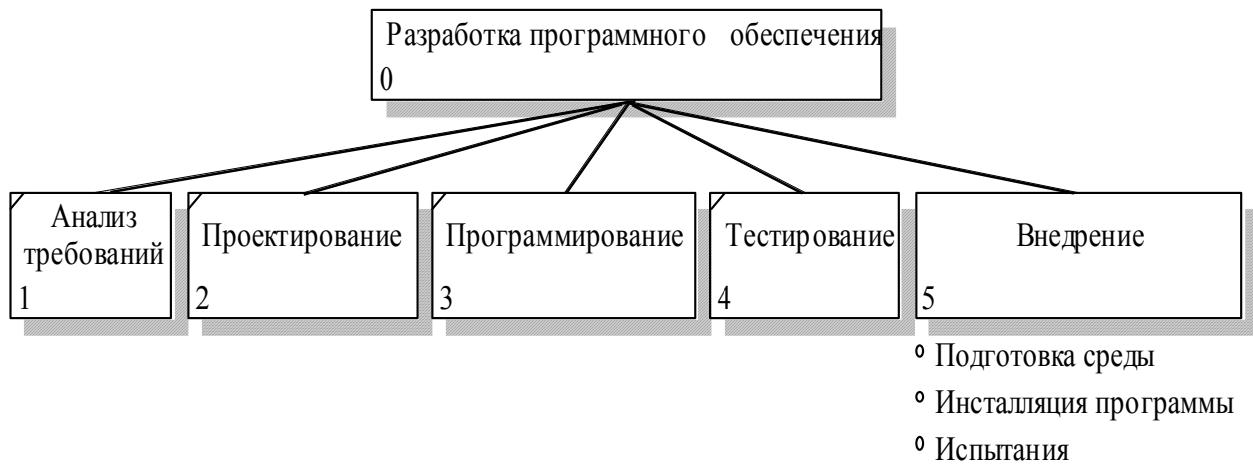 Разработка программного обеспечения
0
Анализ
требований
1
Проектирование
2
Программирование
3
Тестирование
4
Внедрение
5
Подготовка среды
Инсталляция программы
Испытания